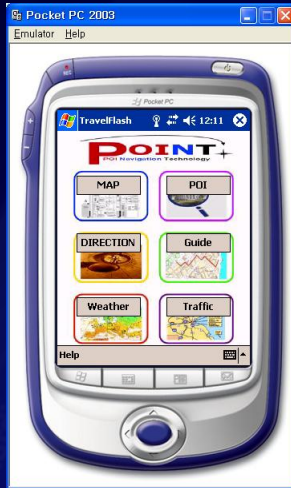 Pocket PC 2003
Emulator Help
Pocket PC
TravelFlash 12:11
POINT
POI Navigation Technology
MAP POI
DIRECTION Guide
Weather Traffic
Help